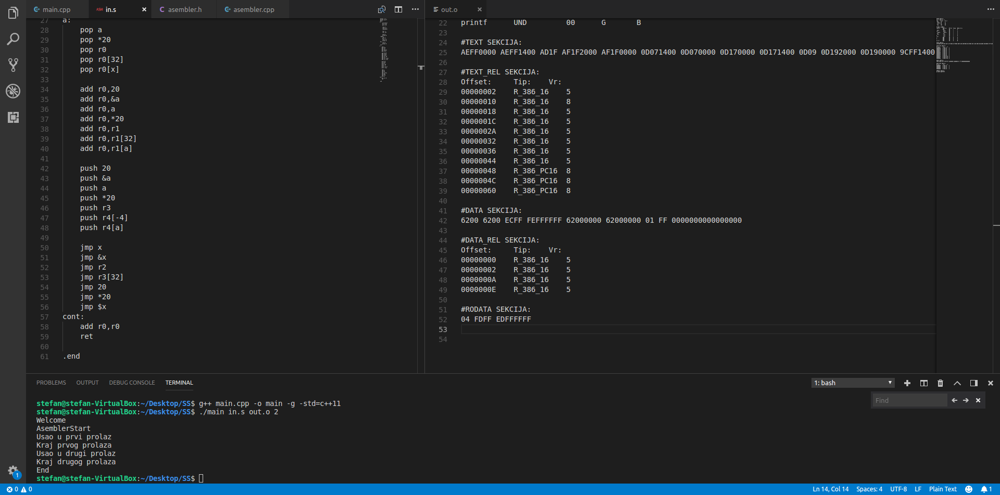 main.cpp
ASM in.s ×
C asembler.h
asembler.cpp
27 a:
28 pop a
29 pop *20
30 pop r0
31 pop r0[32]
32 pop r0[x]
33
34 add r0,20
35 add r0,&a
36 add r0,a
37 add r0,*20
38 add r0,r1
39 add r0,r1[32]
40 add r0,r1[a]
41
42 push 20
43 push &a
44 push a
45 push *20
46 push r3
47 push r4[-4]
48 push r4[a]
49
50 jmp x
51 jmp &x
52 jmp r2
53 jmp r3[32]
54 jmp 20
55 jmp *20
56 jmp $x
57 cont:
58 add r0,r0
59 ret
60
61 .end
out.o ×
22 printf UND 00 G B
23
24 #TEXT SEKCIJA:
25 AEFF0000 AEFF1400 AD1F AF1F2000 AF1F0000 0D071400 0D070000 0D170000 0D171400 0D09 0D192000 0D190000 9CFF1400
26
27 #TEXT_REL SEKCIJA:
28 Offset: Tip: Vr:
29 00000002 R_386_16 5
30 00000010 R_386_16 8
31 00000018 R_386_16 5
32 0000001C R_386_16 5
33 0000002A R_386_16 5
34 00000032 R_386_16 5
35 00000036 R_386_16 5
36 00000044 R_386_16 5
37 00000048 R_386_PC16 8
38 0000004C R_386_PC16 8
39 00000060 R_386_PC16 8
40
41 #DATA SEKCIJA:
42 6200 6200 ECFF FEFFFFFF 62000000 62000000 01 FF 0000000000000000
43
44 #DATA_REL SEKCIJA:
45 Offset: Tip: Vr:
46 00000000 R_386_16 5
47 00000002 R_386_16 5
48 0000000A R_386_16 5
49 0000000E R_386_16 5
50
51 #RODATA SEKCIJA:
52 04 FDFF EDFFFFFF
53
54
PROBLEMS OUTPUT DEBUG CONSOLE TERMINAL
1: bash
Find
stefan@stefan-VirtualBox:~/Desktop/SS$ g++ main.cpp -o main -g -std=c++11
stefan@stefan-VirtualBox:~/Desktop/SS$ ./main in.s out.o 2
Welcome
AsemblerStart
Usao u prvi prolaz
Kraj prvog prolaza
Usao u drugi prolaz
Kraj drugog prolaza
End
stefan@stefan-VirtualBox:~/Desktop/SS$
1
0 0
Ln 14, Col 14 Spaces: 4 UTF-8 LF Plain Text 1